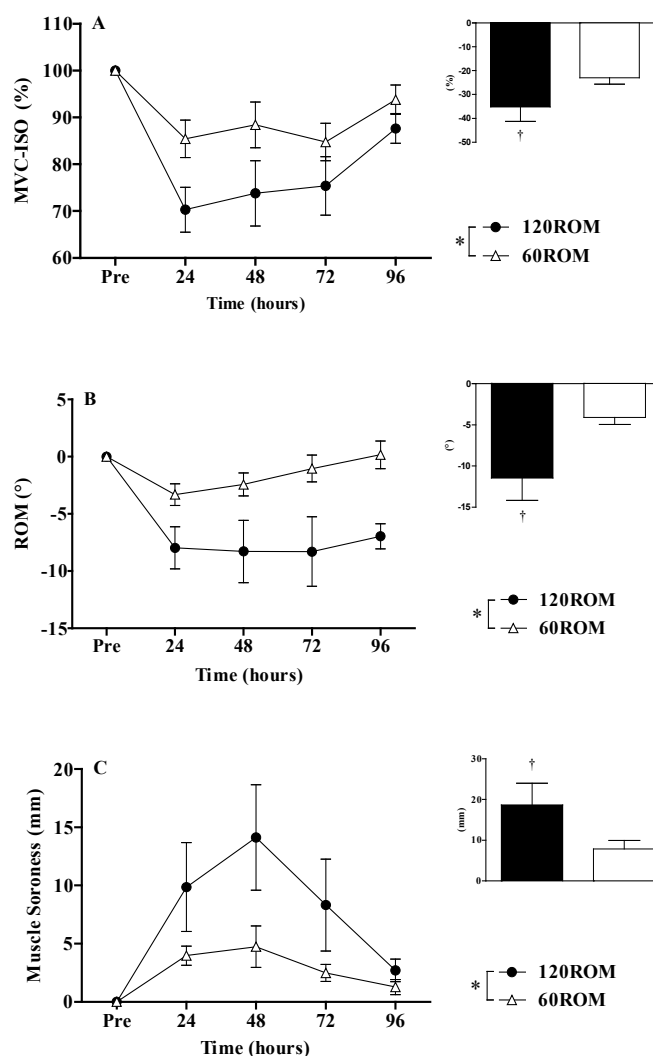 A
110
100
90
80
70
60
MVC-ISO (%)
Pre 24 48 72 96
Time (hours)
0
-10
-20
-30
-40
-50
(%)
†
* 120ROM
60ROM
B
5
0
-5
-10
-15
ROM (°)
Pre 24 48 72 96
Time (hours)
0
-5
-10
-15
(°)
†
* 120ROM
60ROM
C
20
15
10
5
0
Muscle Soroness (mm)
Pre 24 48 72 96
Time (hours)
30
20
10
0
(mm)
†
* 120ROM
60ROM